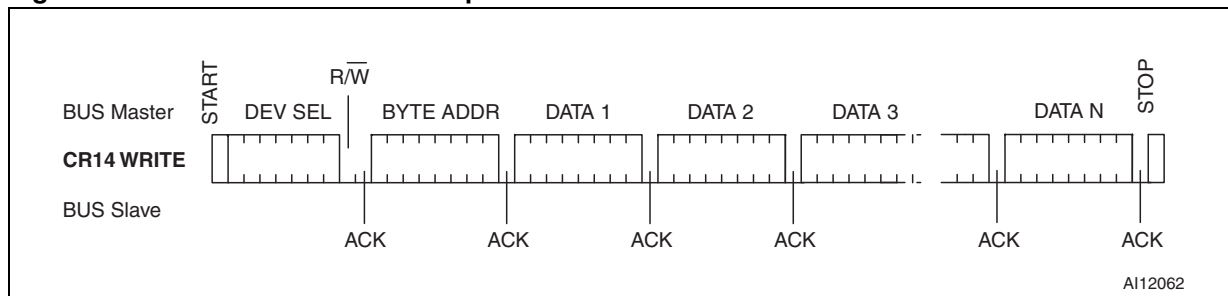 START
R/W
STOP
BUS Master DEV SEL BYTE ADDR DATA 1 DATA 2 DATA 3 DATA N
CR14 WRITE
BUS Slave
ACK ACK ACK ACK ACK ACK
AI12062